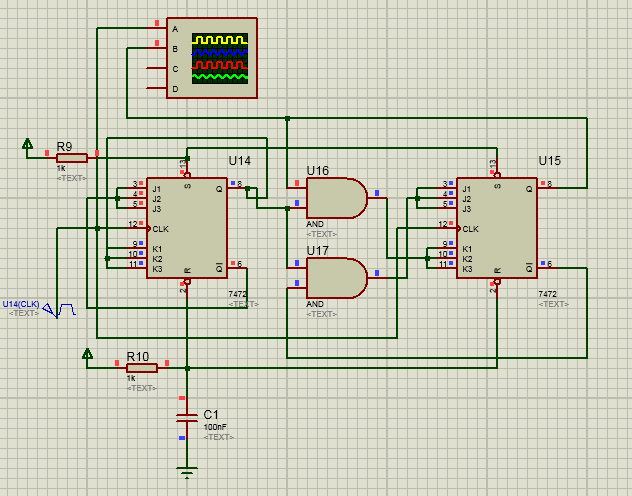 A
B
C
D
R9
1k
<TEXT>
U14
13
S
3 J1 Q 8
4 J2
5 J3
12 CLK
9 K1
10 K2
11 K3 Q! 6
R
2
7472
<TEXT>
U16
AND
<TEXT>
U17
AND
<TEXT>
U15
13
S
3 J1 Q 8
4 J2
5 J3
12 CLK
9 K1
10 K2
11 K3 Q! 6
R
2
7472
<TEXT>
U14(CLK)
<TEXT>
R10
1k
<TEXT>
C1
100nF
<TEXT>